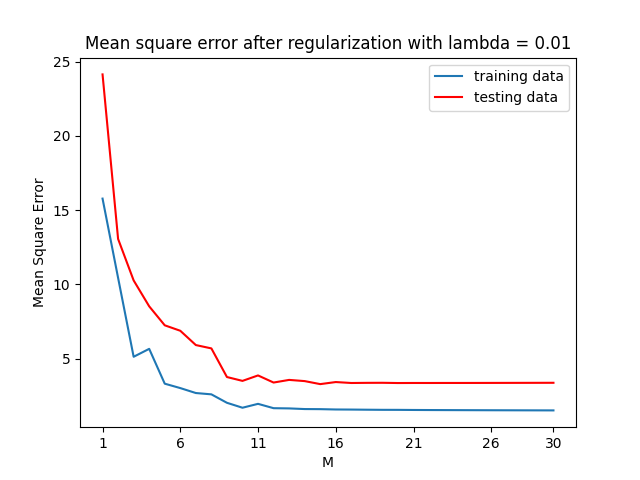 Mean square error after regularization with lambda = 0.01
training data
testing data
Mean Square Error
25
20
15
10
5
1 6 11 16 21 26 30
M